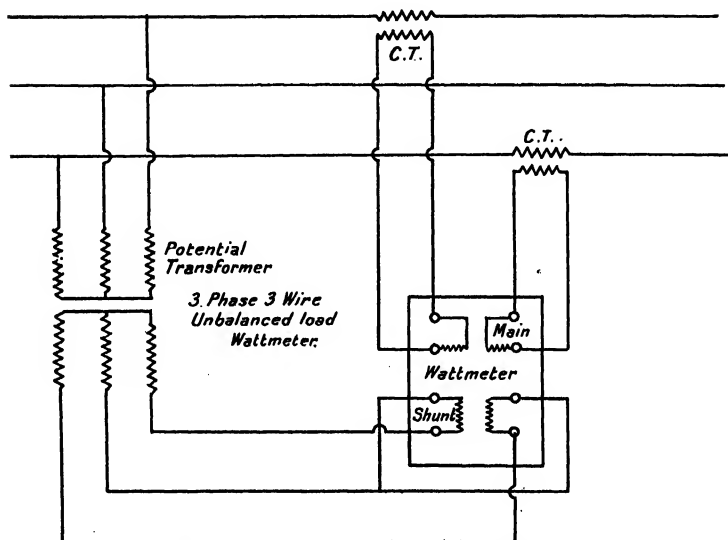 C.T.
C.T..
Potential
Transformer
3. Phase 3 Wire
Unbalanced load
Wattmeter.
Main
Wattmeter
Shunt